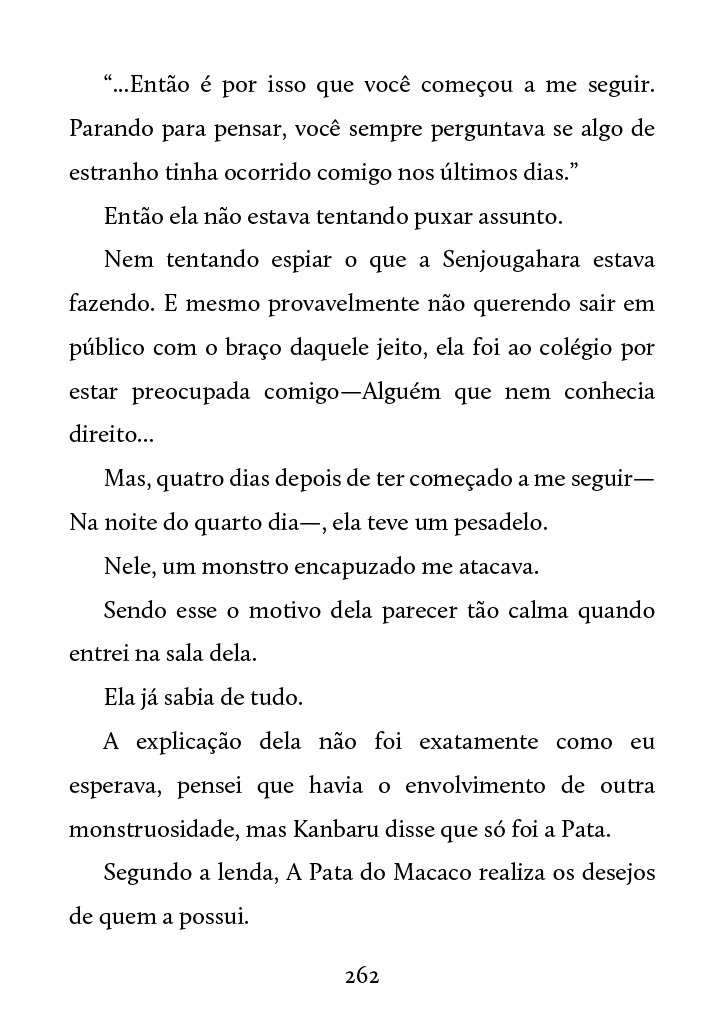 “...Então é por isso que você começou a me seguir.
Parando para pensar, você sempre perguntava se algo de
estranho tinha ocorrido comigo nos últimos dias.”
Então ela não estava tentando puxar assunto.
Nem tentando espiar o que a Senjougahara estava
fazendo. E mesmo provavelmente não querendo sair em
público com o braço daquele jeito, ela foi ao colégio por
estar preocupada comigo—Alguém que nem conhecia
direito...
Mas, quatro dias depois de ter começado a me seguir—
Na noite do quarto dia—, ela teve um pesadelo.
Nele, um monstro encapuzado me atacava.
Sendo esse o motivo dela parecer tão calma quando
entrei na sala dela.
Ela já sabia de tudo.
A explicação dela não foi exatamente como eu
esperava, pensei que havia o envolvimento de outra
monstruosidade, mas Kanbaru disse que só foi a Pata.
Segundo a lenda, A Pata do Macaco realiza os desejos
de quem a possui.
262